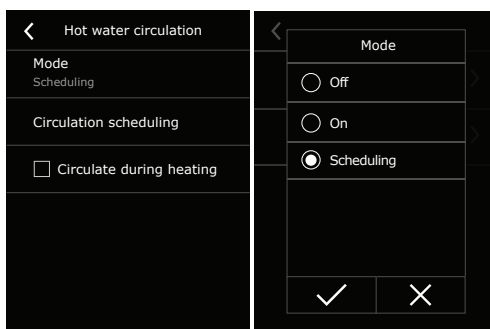 Hot water circulation
Mode
Scheduling
Circulation scheduling
Circulate during heating
Mode
Off
On
Scheduling